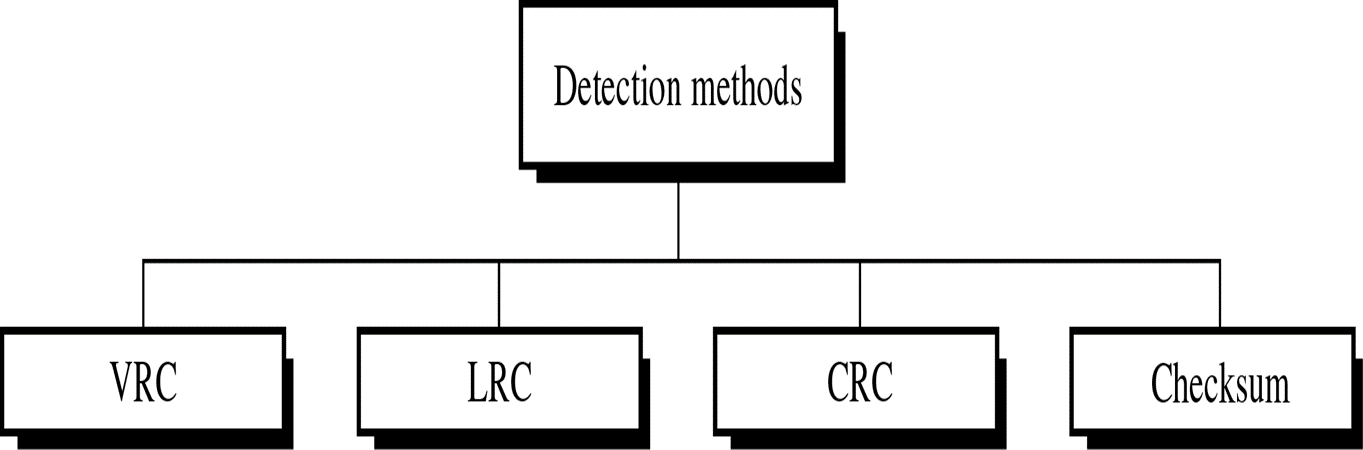 Detection methods
VRC
LRC
CRC
Checksum